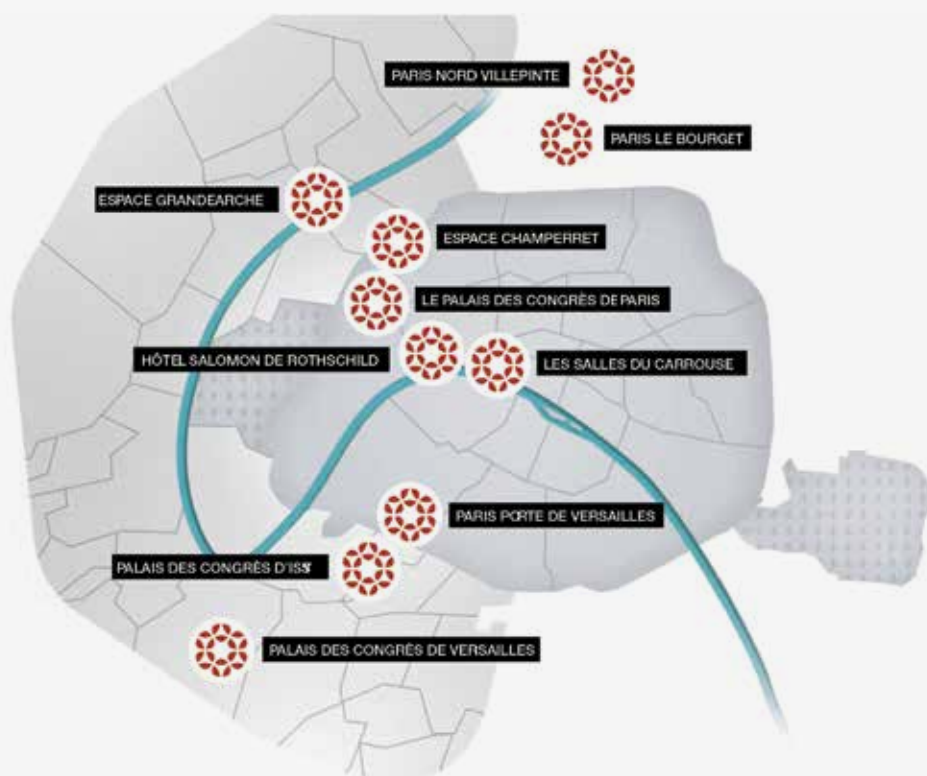 PARIS NORD VILLEPINTE
PARIS LE BOURGET
ESPACE GRANDEARCHE
ESPACE CHAMPERRET
LE PALAIS DES CONGRÈS DE PARIS
HÔTEL SALOMON DE ROTHSCHILD
LES SALLES DU CARROUSE
PARIS PORTE DE VERSAILLES
PALAIS DES CONGRÈS D'ISS
PALAIS DES CONGRÈS DE VERSAILLES